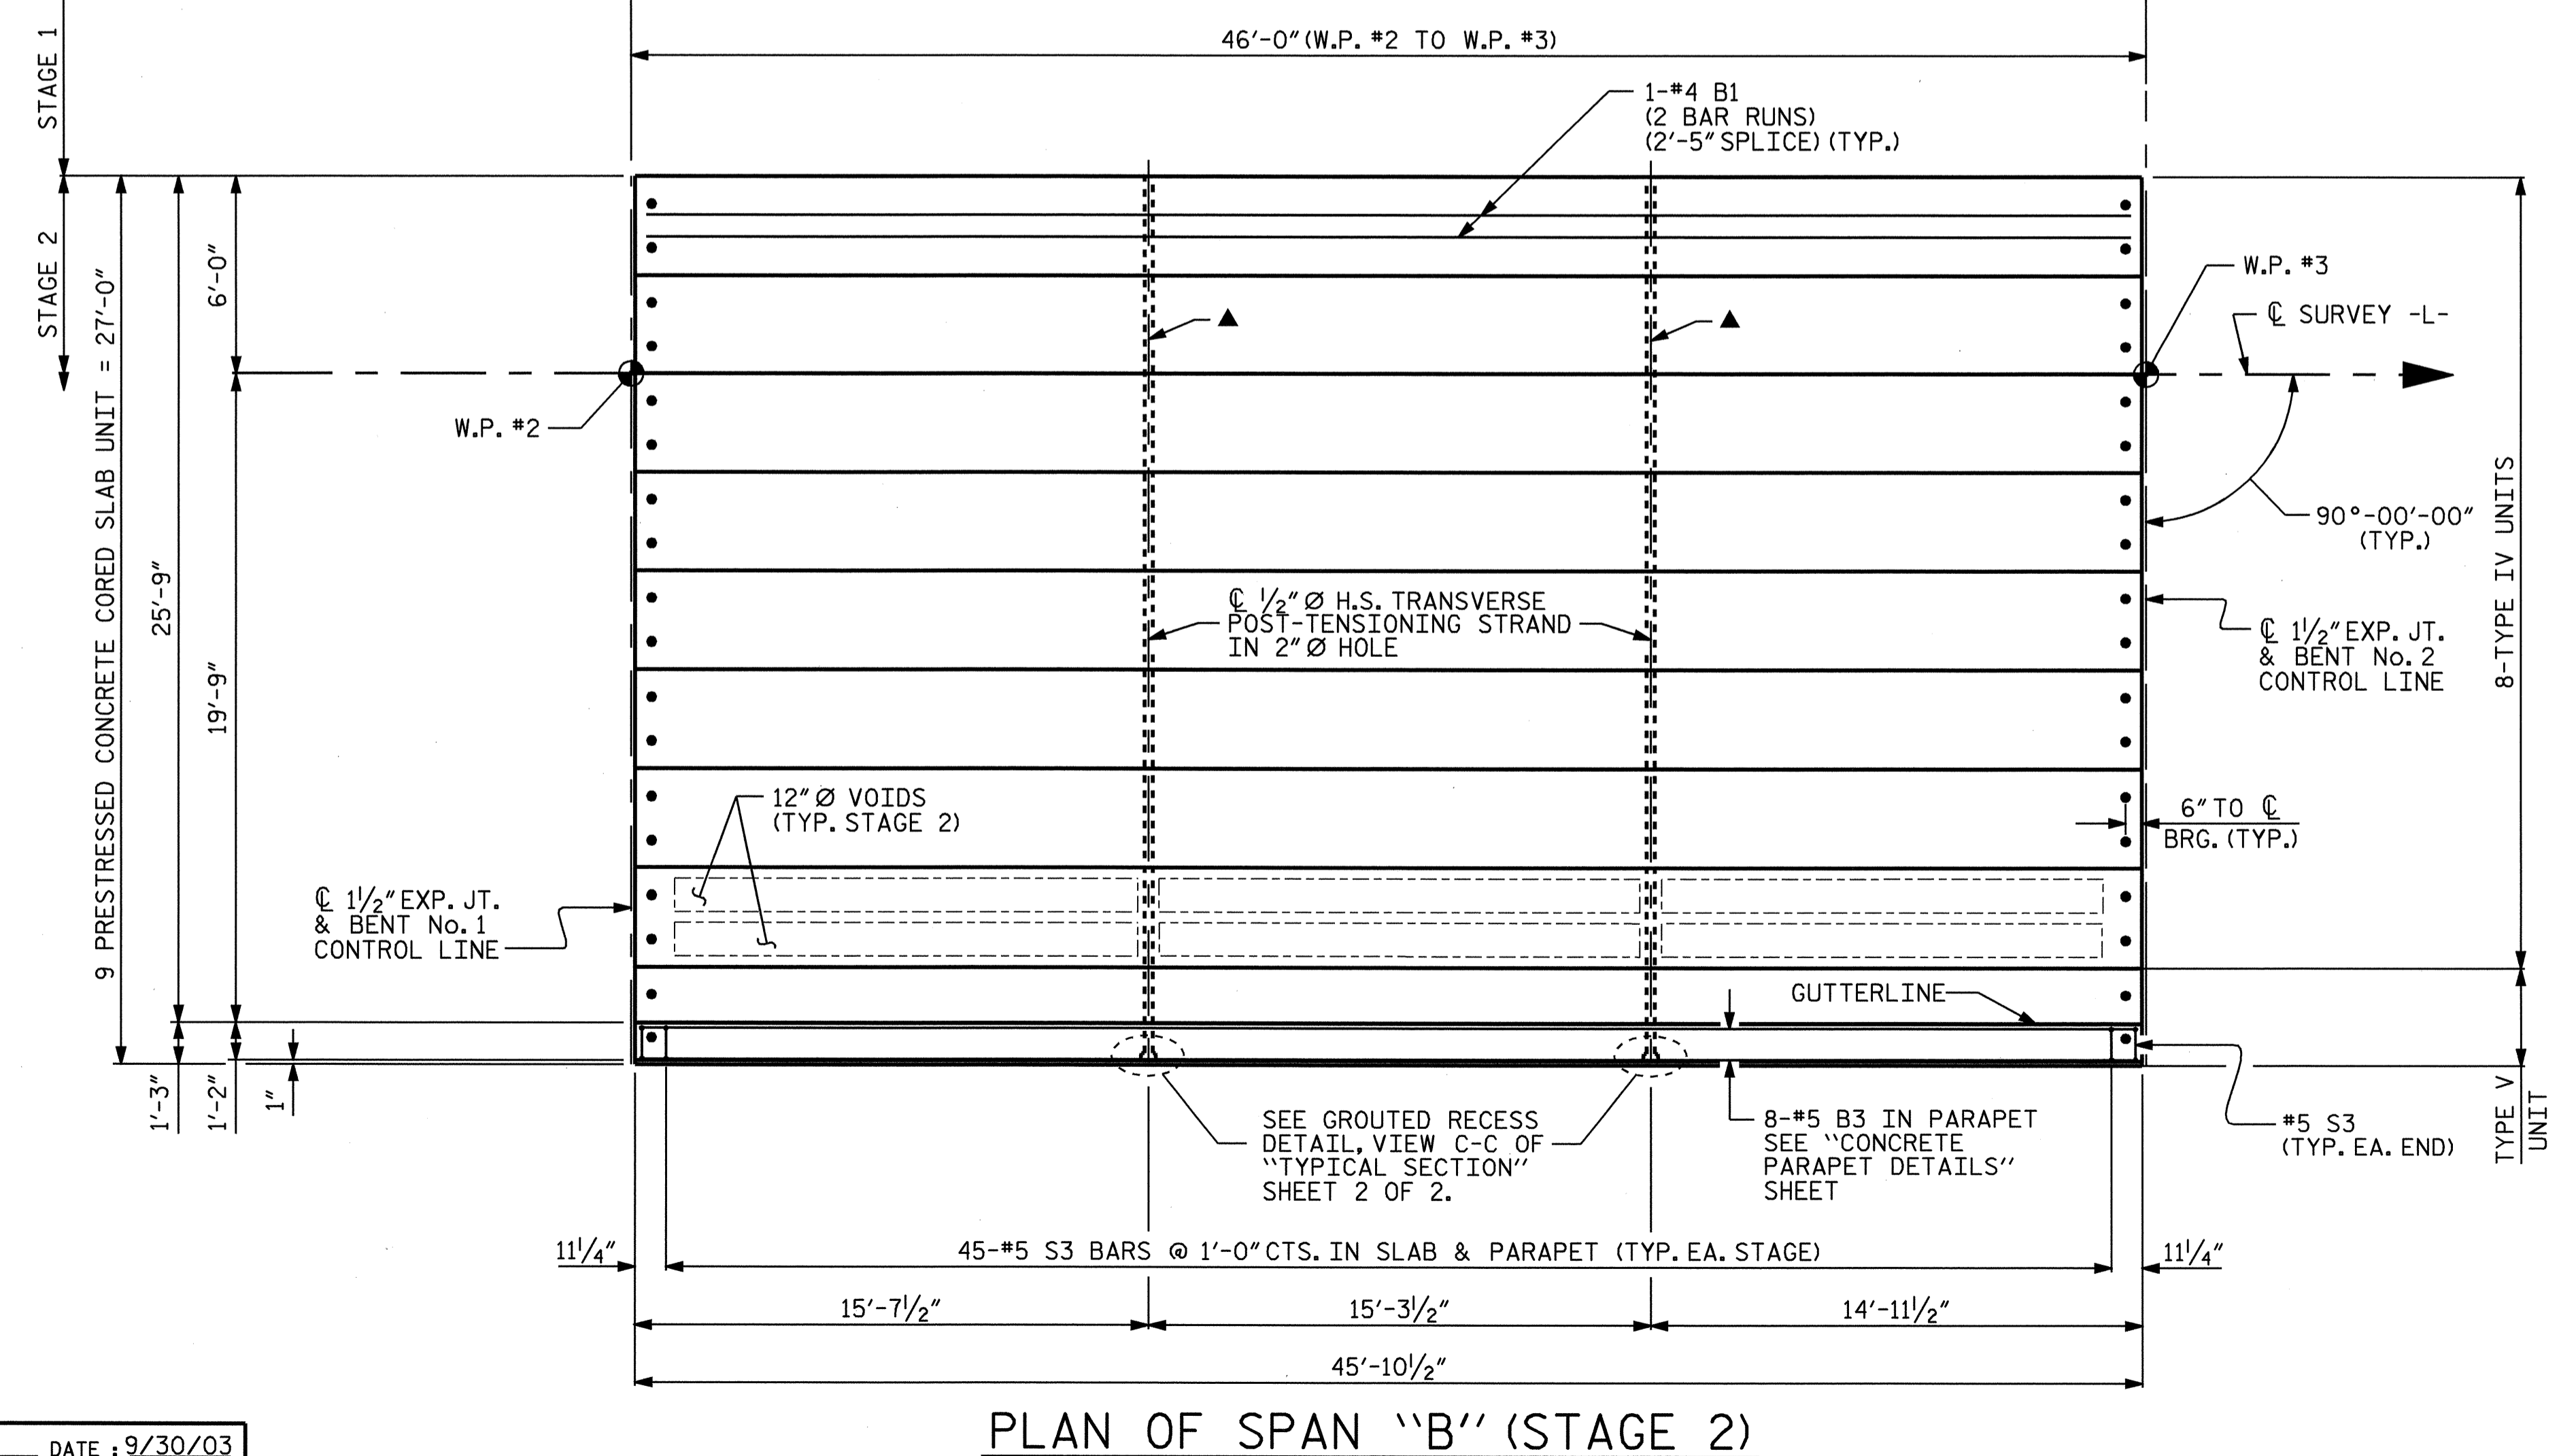 STAGE 1
STAGE 2
46'-0" (W.P. #2 TO W.P. #3)
1-#4 B1
(2 BAR RUNS)
(2'-5" SPLICE) (TYP.)
9 PRESTRESSED CONCRETE CORED SLAB UNIT = 27'-0"
25'-9"
6'-0"
19'-9"
W.P. #2
▲
▲
W.P. #3
℄ SURVEY -L-
90°-00'-00"
(TYP.)
8-TYPE IV UNITS
℄ 1/2" Ø H.S. TRANSVERSE
POST-TENSIONING STRAND
IN 2" Ø HOLE
℄ 1 1/2" EXP. JT.
& BENT No. 2
CONTROL LINE
12" Ø VOIDS
(TYP. STAGE 2)
6" TO ℄
BRG. (TYP.)
℄ 1 1/2" EXP. JT.
& BENT No. 1
CONTROL LINE
GUTTERLINE
1'-3"
1'-2"
1"
SEE GROUTED RECESS
DETAIL, VIEW C-C OF
"TYPICAL SECTION"
SHEET 2 OF 2.
8-#5 B3 IN PARAPET
SEE "CONCRETE
PARAPET DETAILS"
SHEET
#5 S3
(TYP. EA. END)
TYPE V
UNIT
11 1/4"
45-#5 S3 BARS @ 1'-0" CTS. IN SLAB & PARAPET (TYP. EA. STAGE)
11 1/4"
15'-7 1/2"
15'-3 1/2"
14'-11 1/2"
45'-10 1/2"
PLAN OF SPAN "B" (STAGE 2)
DATE : 9/30/03